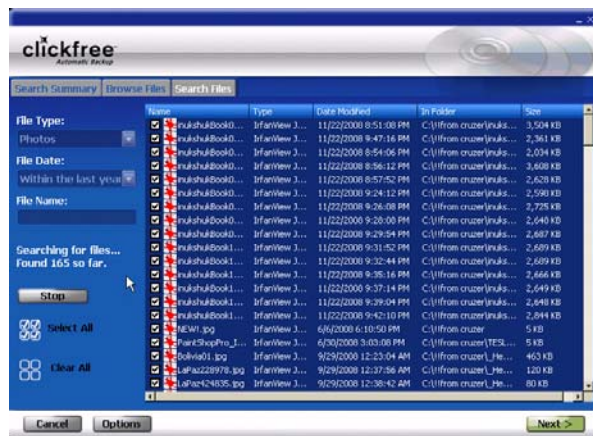 clickfree
Automatic Backup
Search Summary Browse Files Search Files
File Type:
Photos
File Date:
Within the last year
File Name:
Searching for files...
Found 165 so far.
Stop
Select All
Clear All
Name Type Date Modified In Folder Size
inukshukBook0... IrfanView J... 11/22/2008 8:51:08 PM C:\!!from cruzer\inuks... 3,504 KB
inukshukBook0... IrfanView J... 11/22/2008 9:47:16 PM C:\!!from cruzer\inuks... 2,361 KB
inukshukBook0... IrfanView J... 11/22/2008 8:54:06 PM C:\!!from cruzer\inuks... 2,034 KB
inukshukBook0... IrfanView J... 11/22/2008 8:56:12 PM C:\!!from cruzer\inuks... 3,608 KB
inukshukBook0... IrfanView J... 11/22/2008 8:57:52 PM C:\!!from cruzer\inuks... 2,628 KB
inukshukBook0... IrfanView J... 11/22/2008 9:24:12 PM C:\!!from cruzer\inuks... 2,598 KB
inukshukBook0... IrfanView J... 11/22/2008 9:26:08 PM C:\!!from cruzer\inuks... 2,725 KB
inukshukBook0... IrfanView J... 11/22/2008 9:28:00 PM C:\!!from cruzer\inuks... 2,640 KB
inukshukBook0... IrfanView J... 11/22/2008 9:29:54 PM C:\!!from cruzer\inuks... 2,687 KB
inukshukBook1... IrfanView J... 11/22/2008 9:31:52 PM C:\!!from cruzer\inuks... 2,689 KB
inukshukBook1... IrfanView J... 11/22/2008 9:32:44 PM C:\!!from cruzer\inuks... 2,689 KB
inukshukBook1... IrfanView J... 11/22/2008 9:35:16 PM C:\!!from cruzer\inuks... 2,666 KB
inukshukBook1... IrfanView J... 11/22/2008 9:37:14 PM C:\!!from cruzer\inuks... 2,649 KB
inukshukBook1... IrfanView J... 11/22/2008 9:39:04 PM C:\!!from cruzer\inuks... 2,648 KB
inukshukBook1... IrfanView J... 11/22/2008 9:42:10 PM C:\!!from cruzer\inuks... 2,844 KB
NEW!.jpg IrfanView J... 6/6/2008 6:10:50 PM C:\!!from cruzer 5 KB
PaintShopPro_I... IrfanView J... 6/30/2008 3:03:08 PM C:\!!from cruzer\TESL... 5 KB
Bolivia01.jpg IrfanView J... 9/29/2008 12:23:04 AM C:\!!from cruzer\_He... 463 KB
LaPaz228978.jpg IrfanView J... 9/29/2008 12:37:56 AM C:\!!from cruzer\_He... 120 KB
LaPaz424835.jpg IrfanView J... 9/29/2008 12:38:42 AM C:\!!from cruzer\_He... 80 KB
Cancel Options Next >